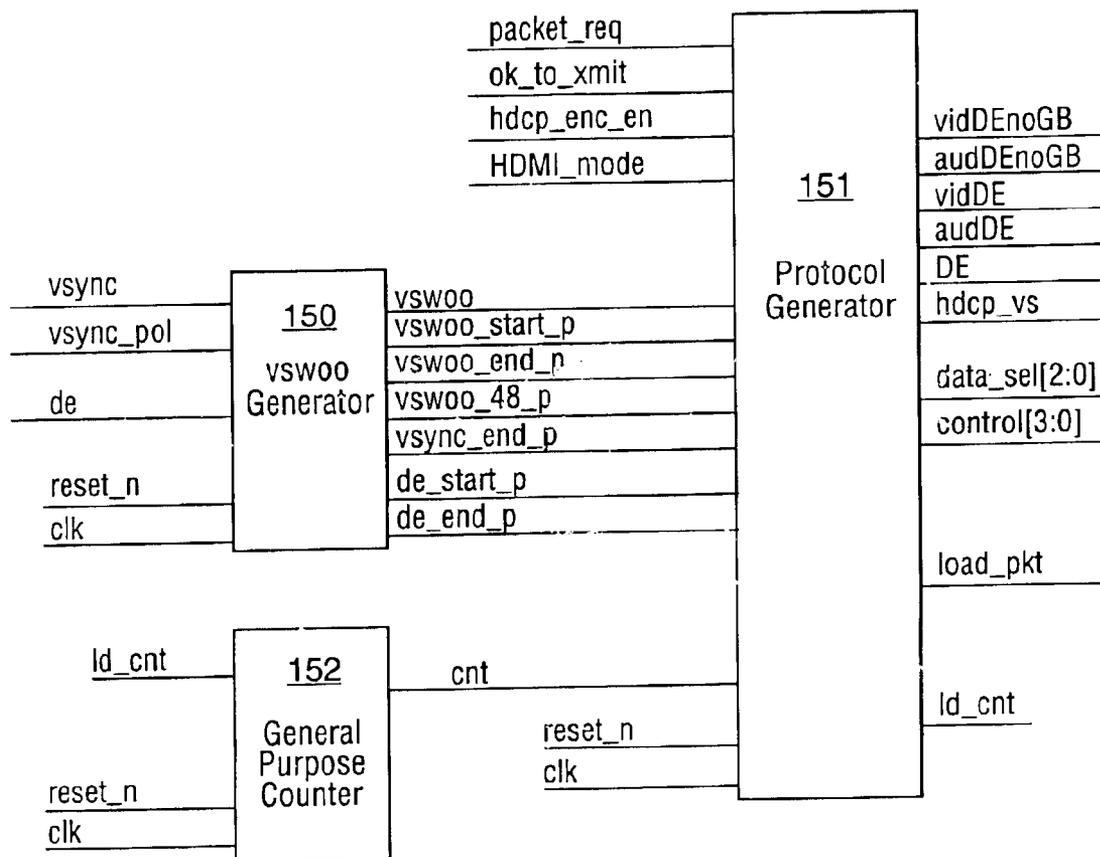 packet_req
ok_to_xmit
hdcp_enc_en
HDMI_mode
151
Protocol
Generator
vidDEnoGB
audDEnoGB
vidDE
audDE
DE
hdcp_vs
data_sel[2:0]
control[3:0]
load_pkt
ld_cnt
vsync
vsync_pol
de
reset_n
clk
150
vswoo
Generator
vswoo
vswoo_start_p
vswoo_end_p
vswoo_48_p
vsync_end_p
de_start_p
de_end_p
ld_cnt
reset_n
clk
152
General
Purpose
Counter
cnt
reset_n
clk